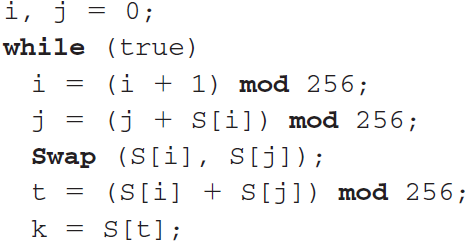 i, j = 0;
while (true)
i = (i + 1) mod 256;
j = (j + S[i]) mod 256;
Swap (S[i], S[j]);
t = (S[i] + S[j]) mod 256;
k = S[t];